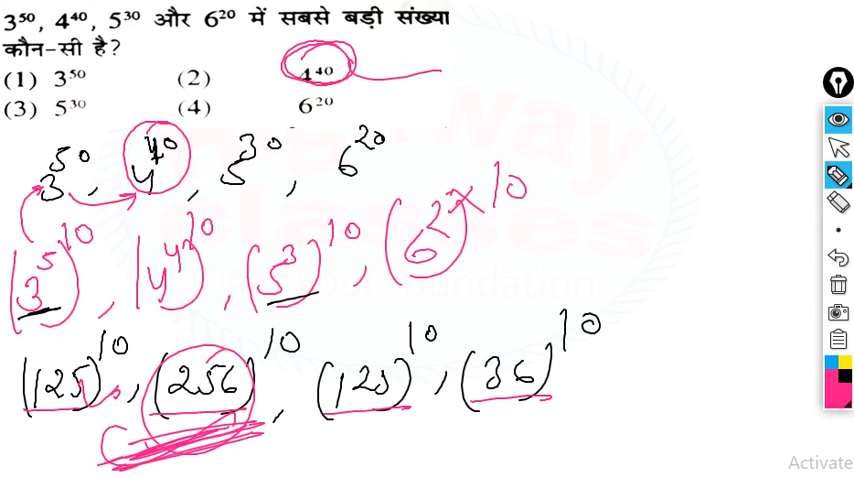 3⁵⁰, 4⁴⁰, 5³⁰ और 6²⁰ में सबसे बड़ी संख्या
कौन-सी है?
(1) 3⁵⁰ (2) 4⁴⁰
(3) 5³⁰ (4) 6²⁰
3⁵⁰, 4⁴⁰, 5³⁰, 6²⁰
(3⁵)¹⁰, (4⁴)¹⁰, (5³)¹⁰, (6²)ˣ¹⁰
(125)¹⁰, (256)¹⁰, (125)¹⁰, (36)¹⁰
Activate